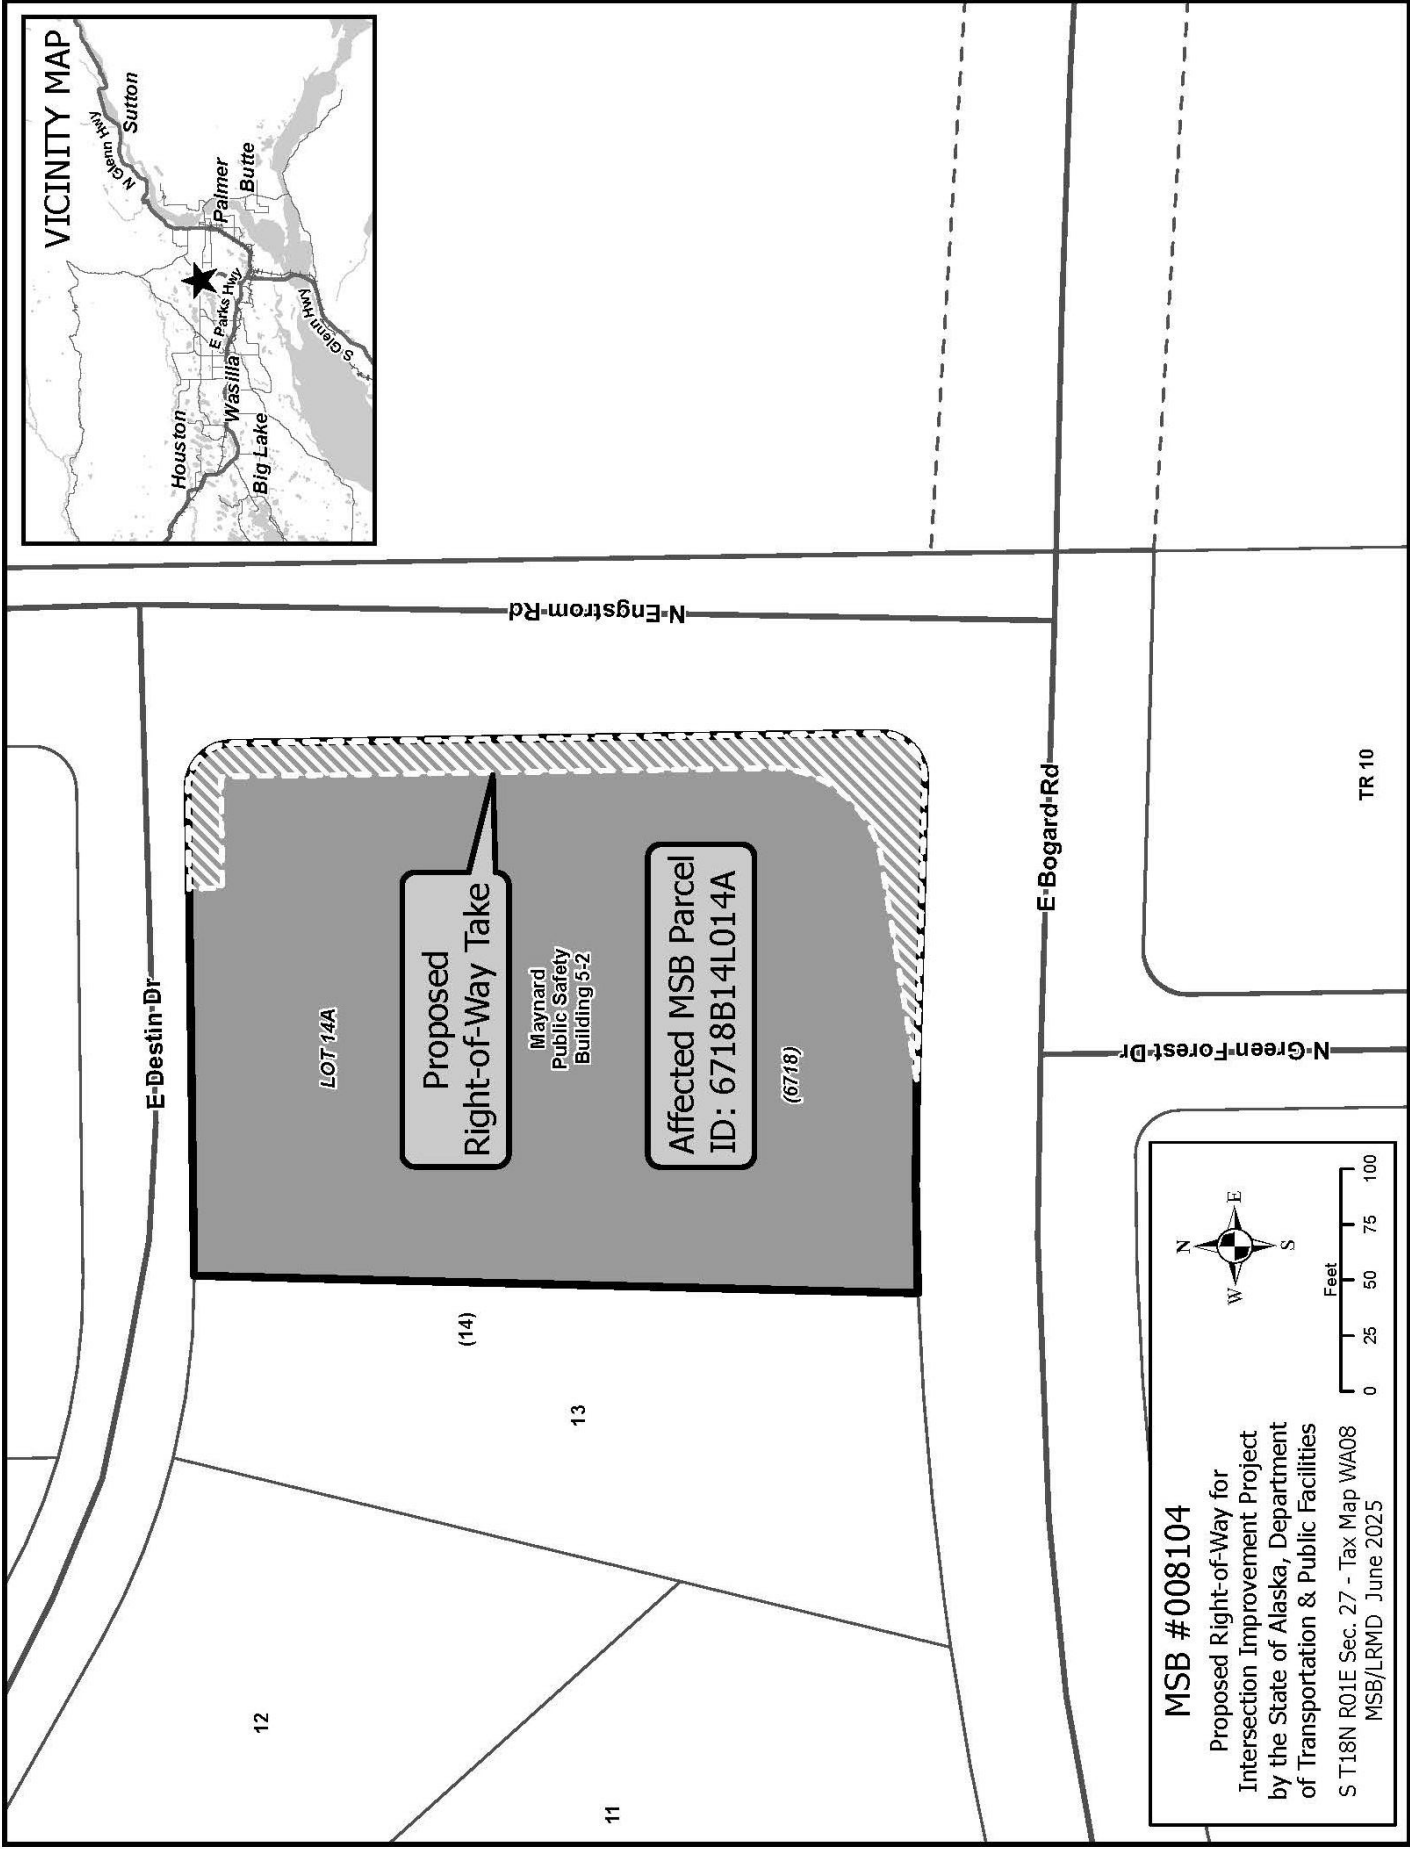 VICINITY MAP
N Glenn Hwy
Sutton
Palmer
Butte
E Parks Hwy
S Glenn Hwy
Houston
Wasilla
Big Lake
E Destin Dr
N Engstrom Rd
LOT 14A
Proposed
Right-of-Way Take
Maynard
Public Safety
Building 5-2
Affected MSB Parcel
ID: 6718B14L014A
(6718)
(14)
13
12
11
E Bogard Rd
N Green Forest Dr
TR 10
MSB #008104
Proposed Right-of-Way for
Intersection Improvement Project
by the State of Alaska, Department
of Transportation & Public Facilities
S T18N R01E Sec. 27 - Tax Map WA08
MSB/LRMD June 2025
N
W
E
S
Feet
0 25 50 75 100